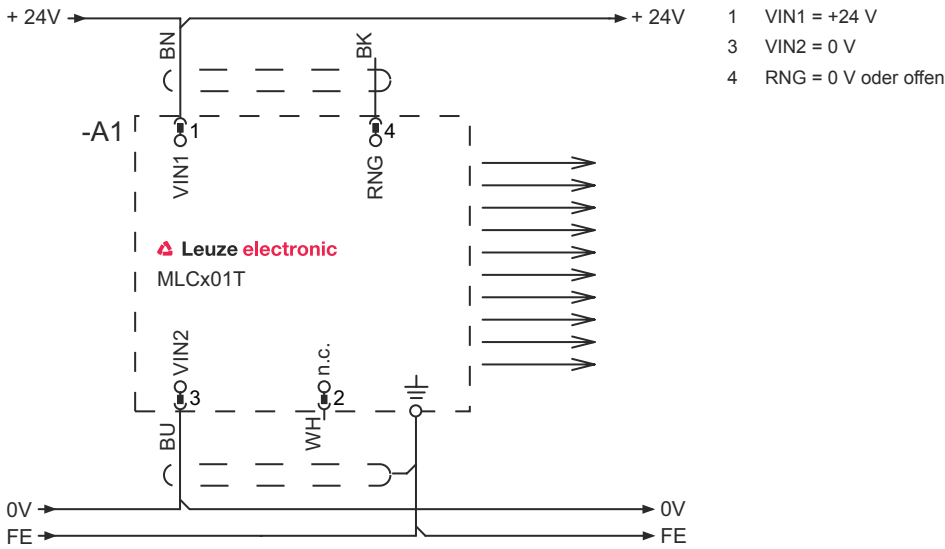 + 24V
+ 24V
1 VIN1 = +24 V
3 VIN2 = 0 V
4 RNG = 0 V oder offen
BN
BK
-A1
1
4
VIN1
RNG
Leuze electronic
MLCx01T
VIN2
n.c.
3
2
BU
WH
0V
0V
FE
FE